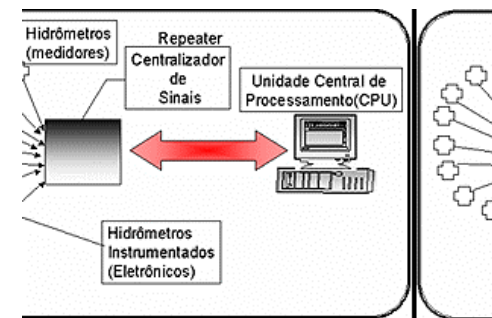 Hidrômetros
(medidores)
Repeater
Centralizador
de
Sinais
Unidade Central de
Processamento(CPU)
Hidrômetros
Instrumentados
(Eletrônicos)